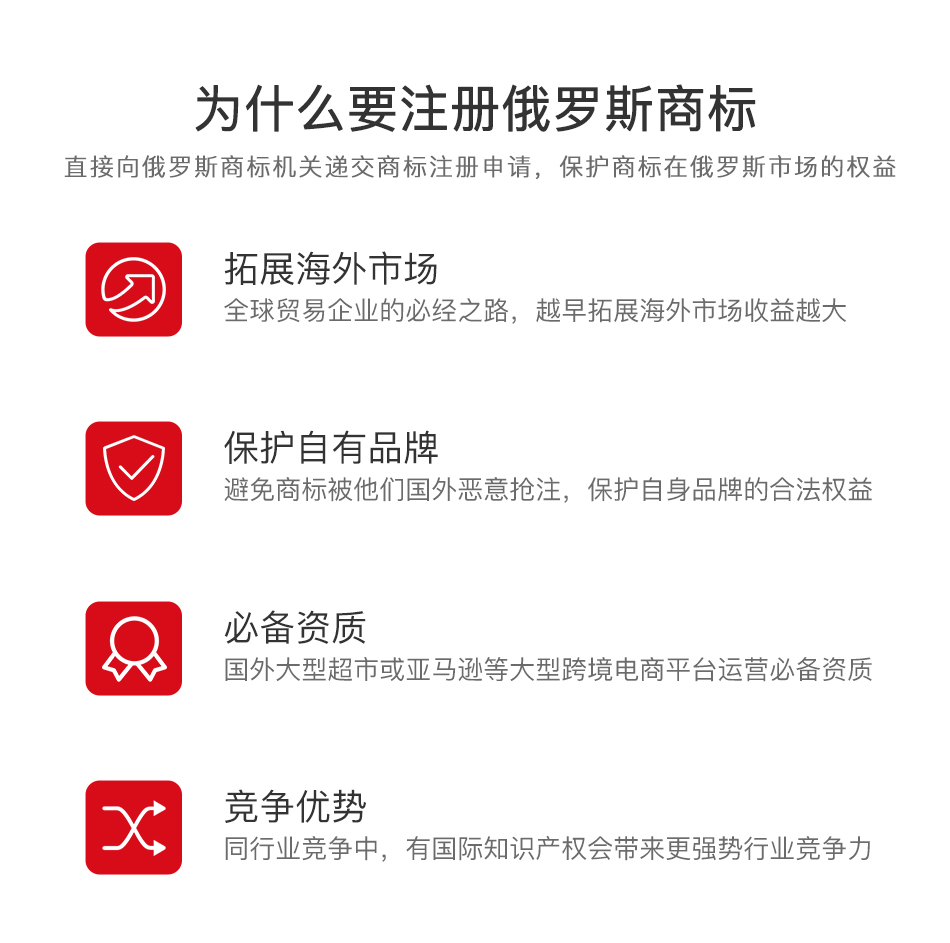 为什么要注册俄罗斯商标
直接向俄罗斯商标机关递交商标注册申请，保护商标在俄罗斯市场的权益
拓展海外市场
全球贸易企业的必经之路，越早拓展海外市场收益越大
保护自有品牌
避免商标被他们国外恶意抢注，保护自身品牌的合法权益
必备资质
国外大型超市或亚马逊等大型跨境电商平台运营必备资质
竞争优势
同行业竞争中，有国际知识产权会带来更强势行业竞争力